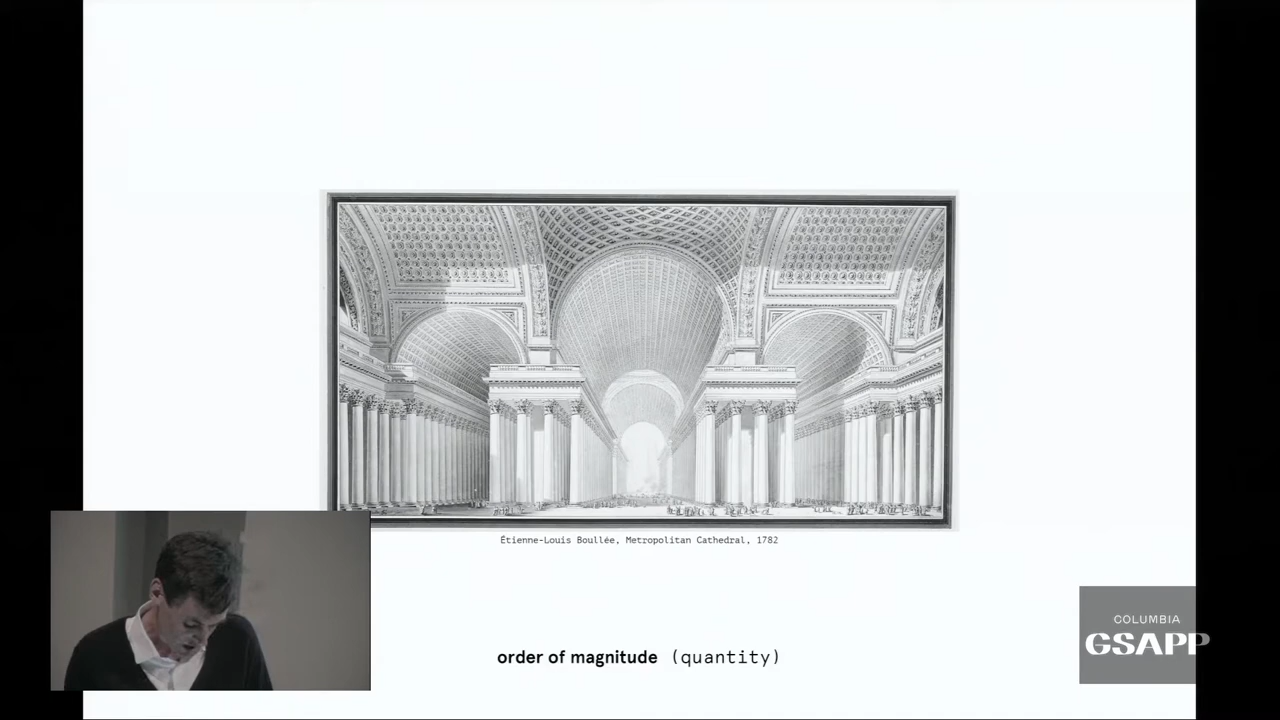 Étienne-Louis Boullée, Metropolitan Cathedral, 1782
order of magnitude (quantity)
COLUMBIA
GSAPP